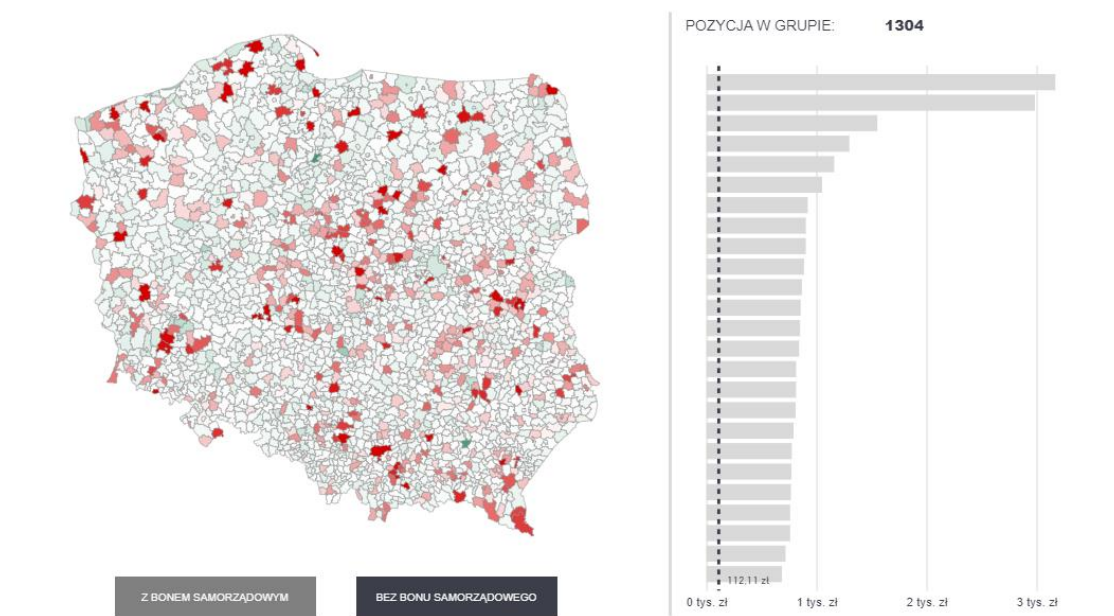 POZYCJA W GRUPIE: 1304
112,11 zł
0 tys. zł 1 tys. zł 2 tys. zł 3 tys. zł
Z BONEM SAMORZĄDOWYM BEZ BONU SAMORZĄDOWEGO